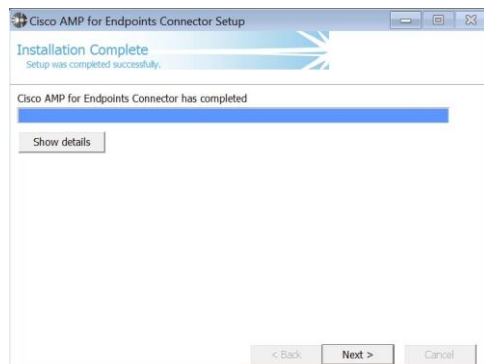 Cisco AMP for Endpoints Connector Setup
Installation Complete
Setup was completed successfully.
Cisco AMP for Endpoints Connector has completed
Show details
< Back
Next >
Cancel